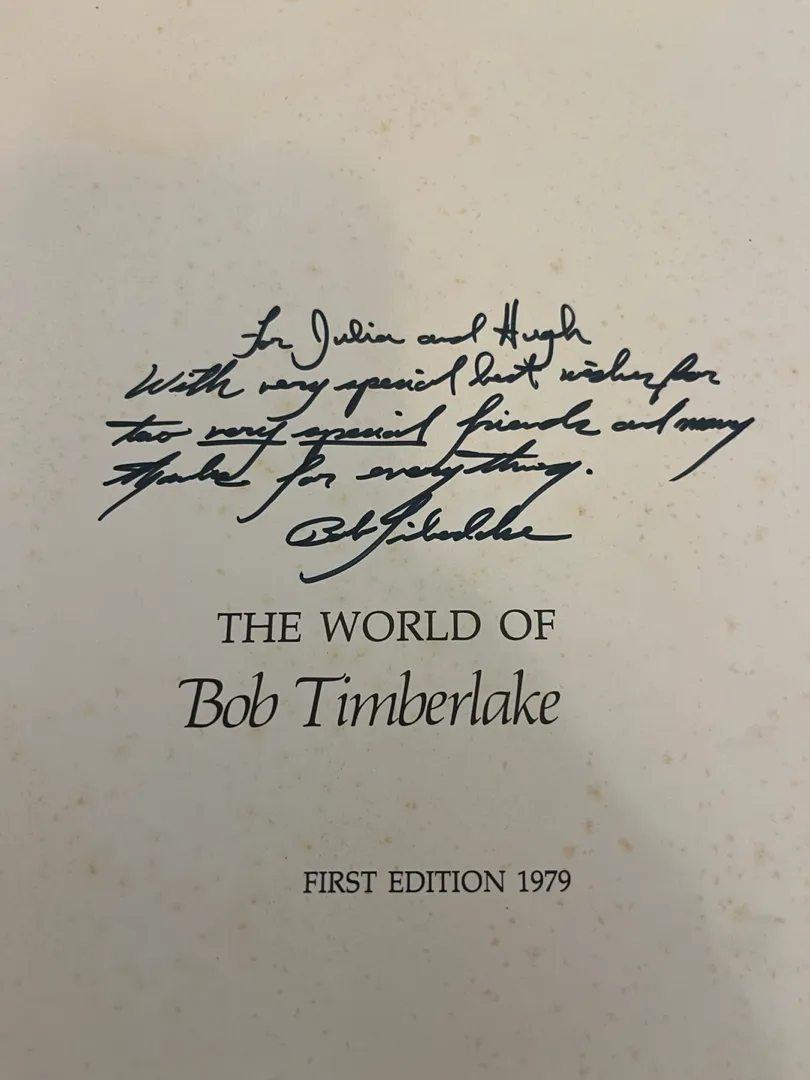 For Julia and Hugh
With very special best wishes for
two very special friends and many
thanks for everything.
Bob Timberlake
THE WORLD OF
Bob Timberlake
FIRST EDITION 1979